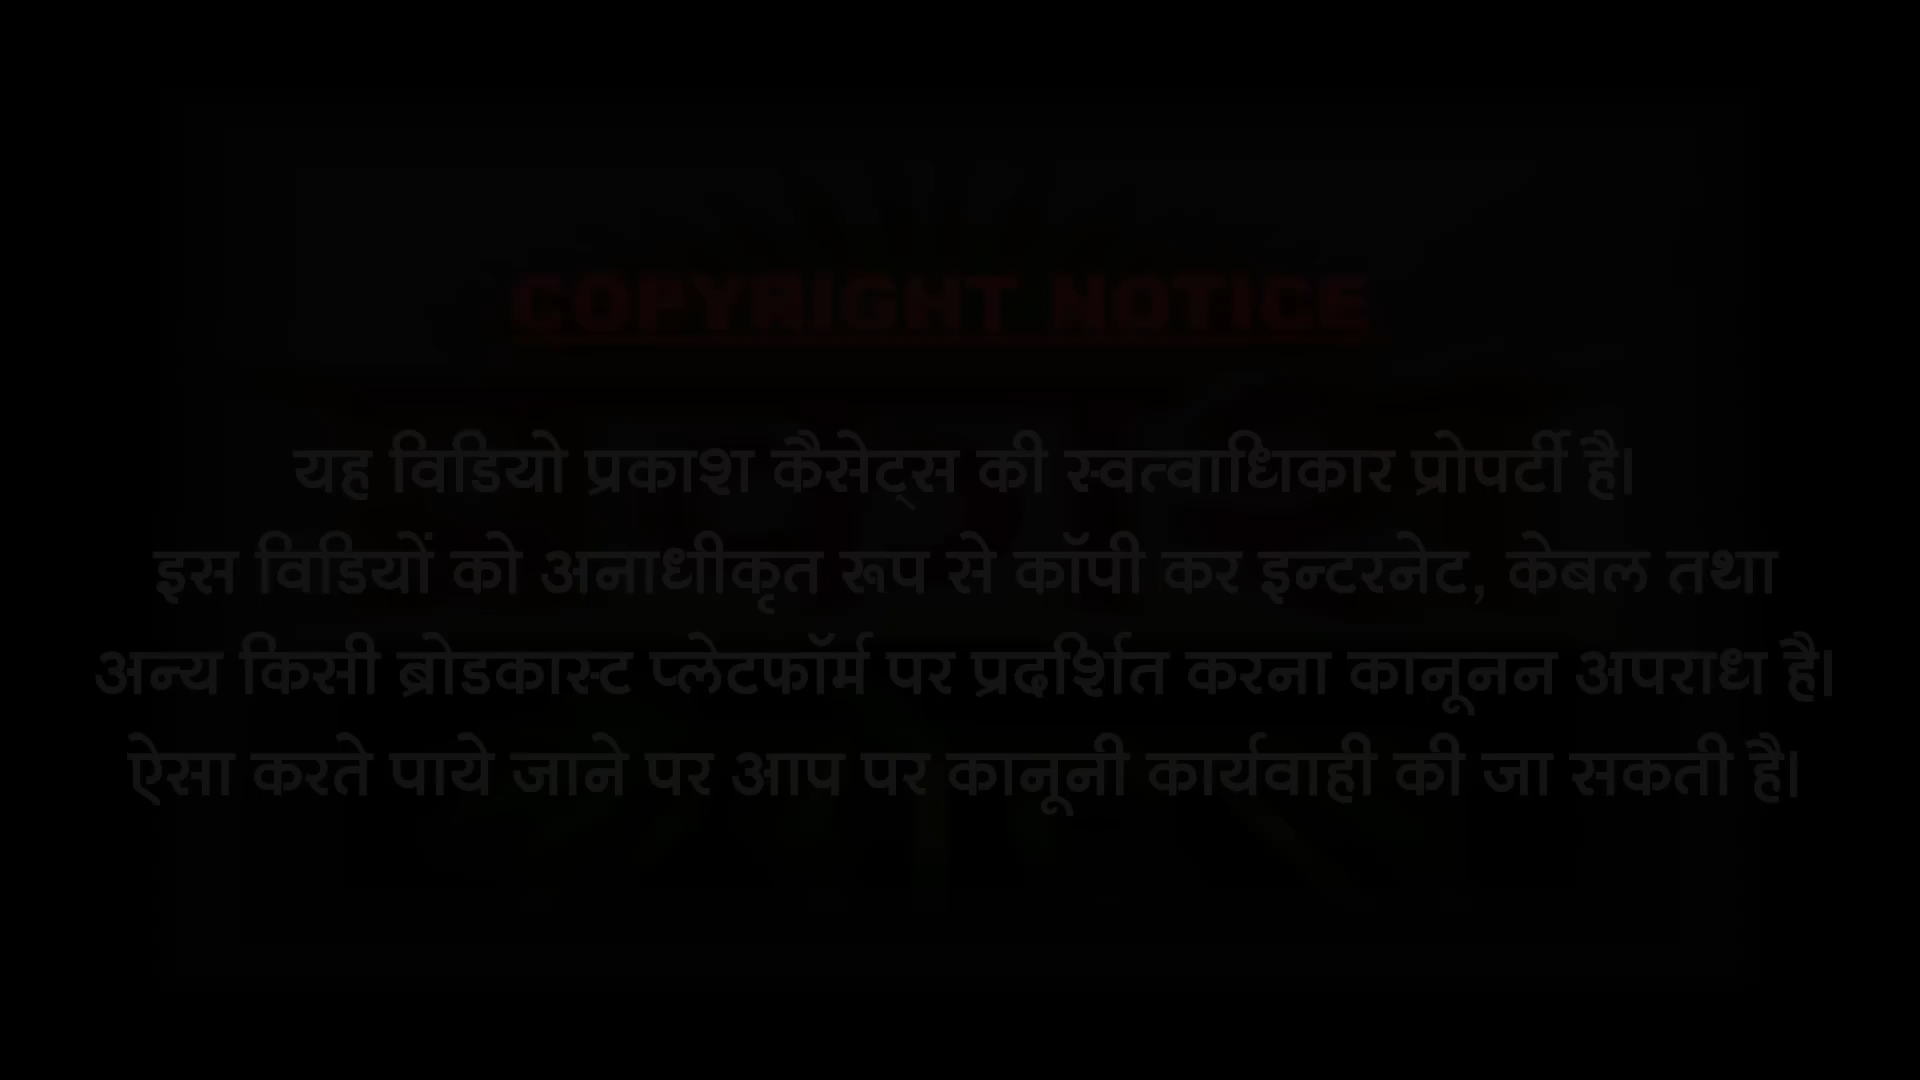 COPYRIGHT NOTICE
यह विडियो प्रकाश कैसेट्स की स्वत्वाधिकार प्रोपर्टी है।
इस विडियों को अनाधीकृत रूप से कॉपी कर इन्टरनेट, केबल तथा
अन्य किसी ब्रोडकास्ट प्लेटफॉर्म पर प्रदर्शित करना कानूनन अपराध है।
ऐसा करते पाये जाने पर आप पर कानूनी कार्यवाही की जा सकती है।